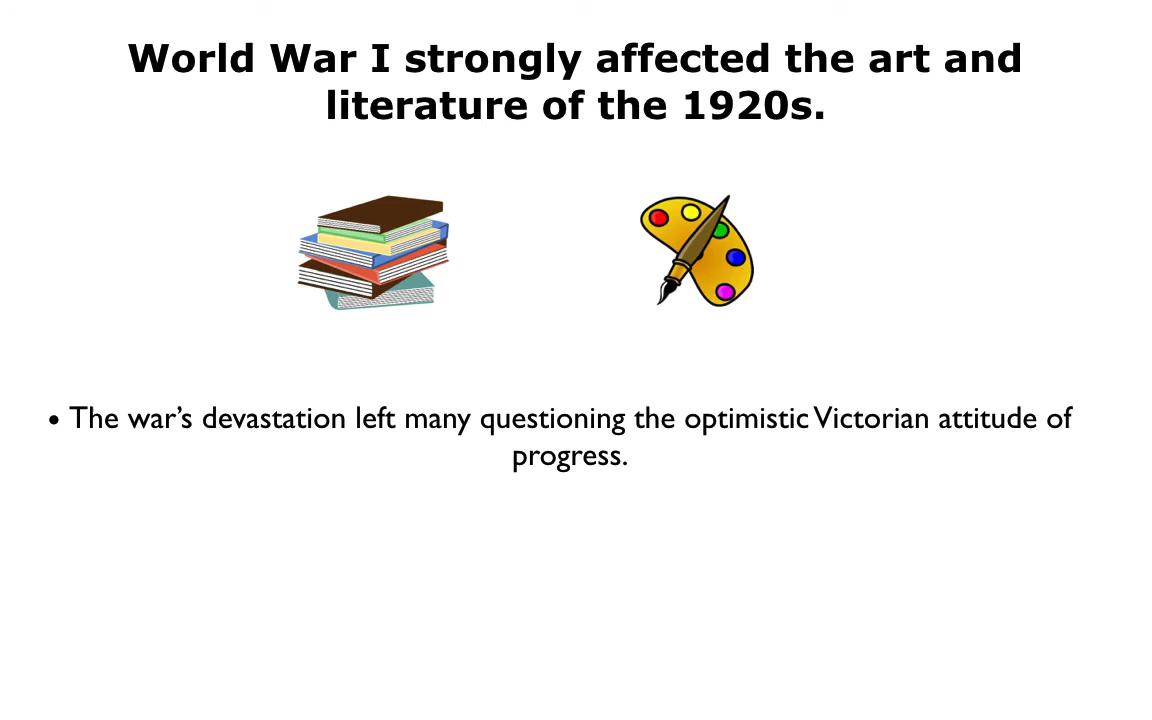 World War I strongly affected the art and
literature of the 1920s.
• The war’s devastation left many questioning the optimistic Victorian attitude of
progress.